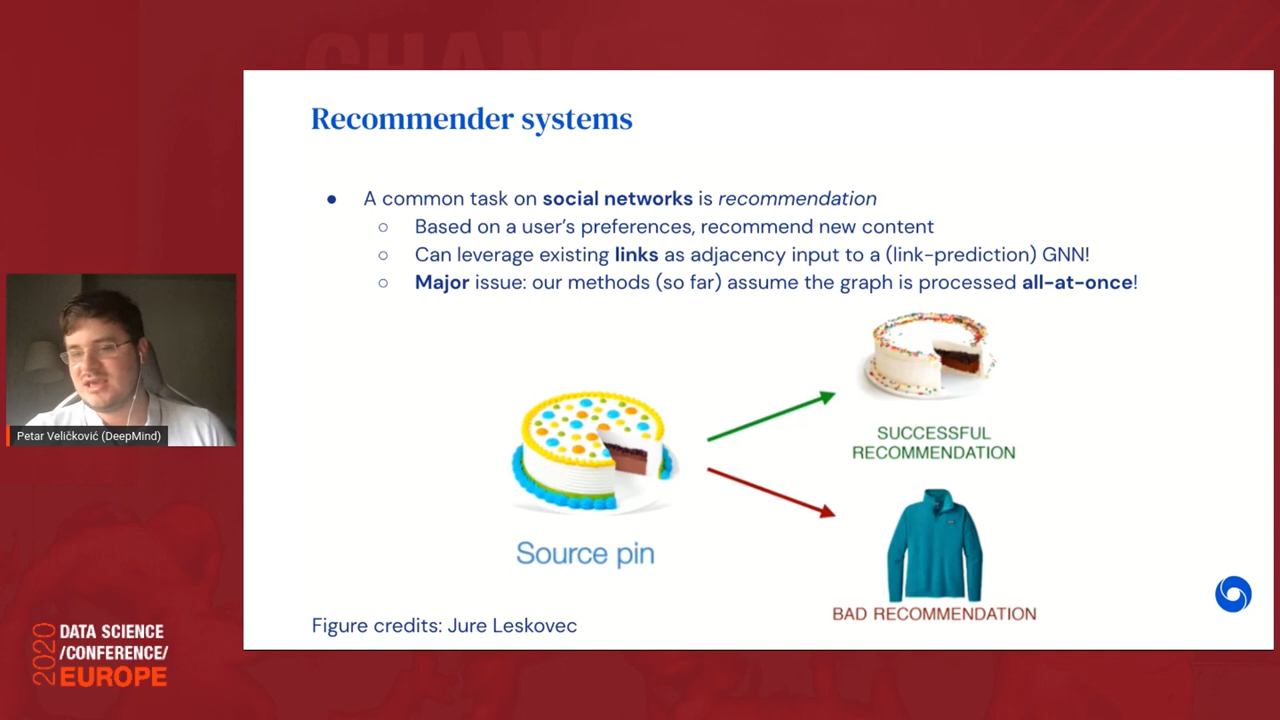 CHAN
Recommender systems
● A common task on social networks is recommendation
○ Based on a user’s preferences, recommend new content
○ Can leverage existing links as adjacency input to a (link-prediction) GNN!
○ Major issue: our methods (so far) assume the graph is processed all-at-once!
SUCCESSFUL
RECOMMENDATION
Source pin
BAD RECOMMENDATION
Figure credits: Jure Leskovec
Petar Veličković (DeepMind)
2020 DATA SCIENCE
/CONFERENCE/
EUROPE